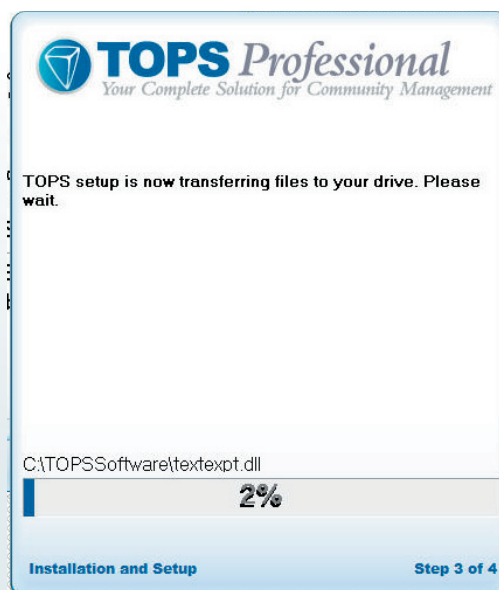 TOPS Professional
Your Complete Solution for Community Management
TOPS setup is now transferring files to your drive. Please
wait.
C:\TOPSSoftware\textexpt.dll
2%
Installation and Setup
Step 3 of 4